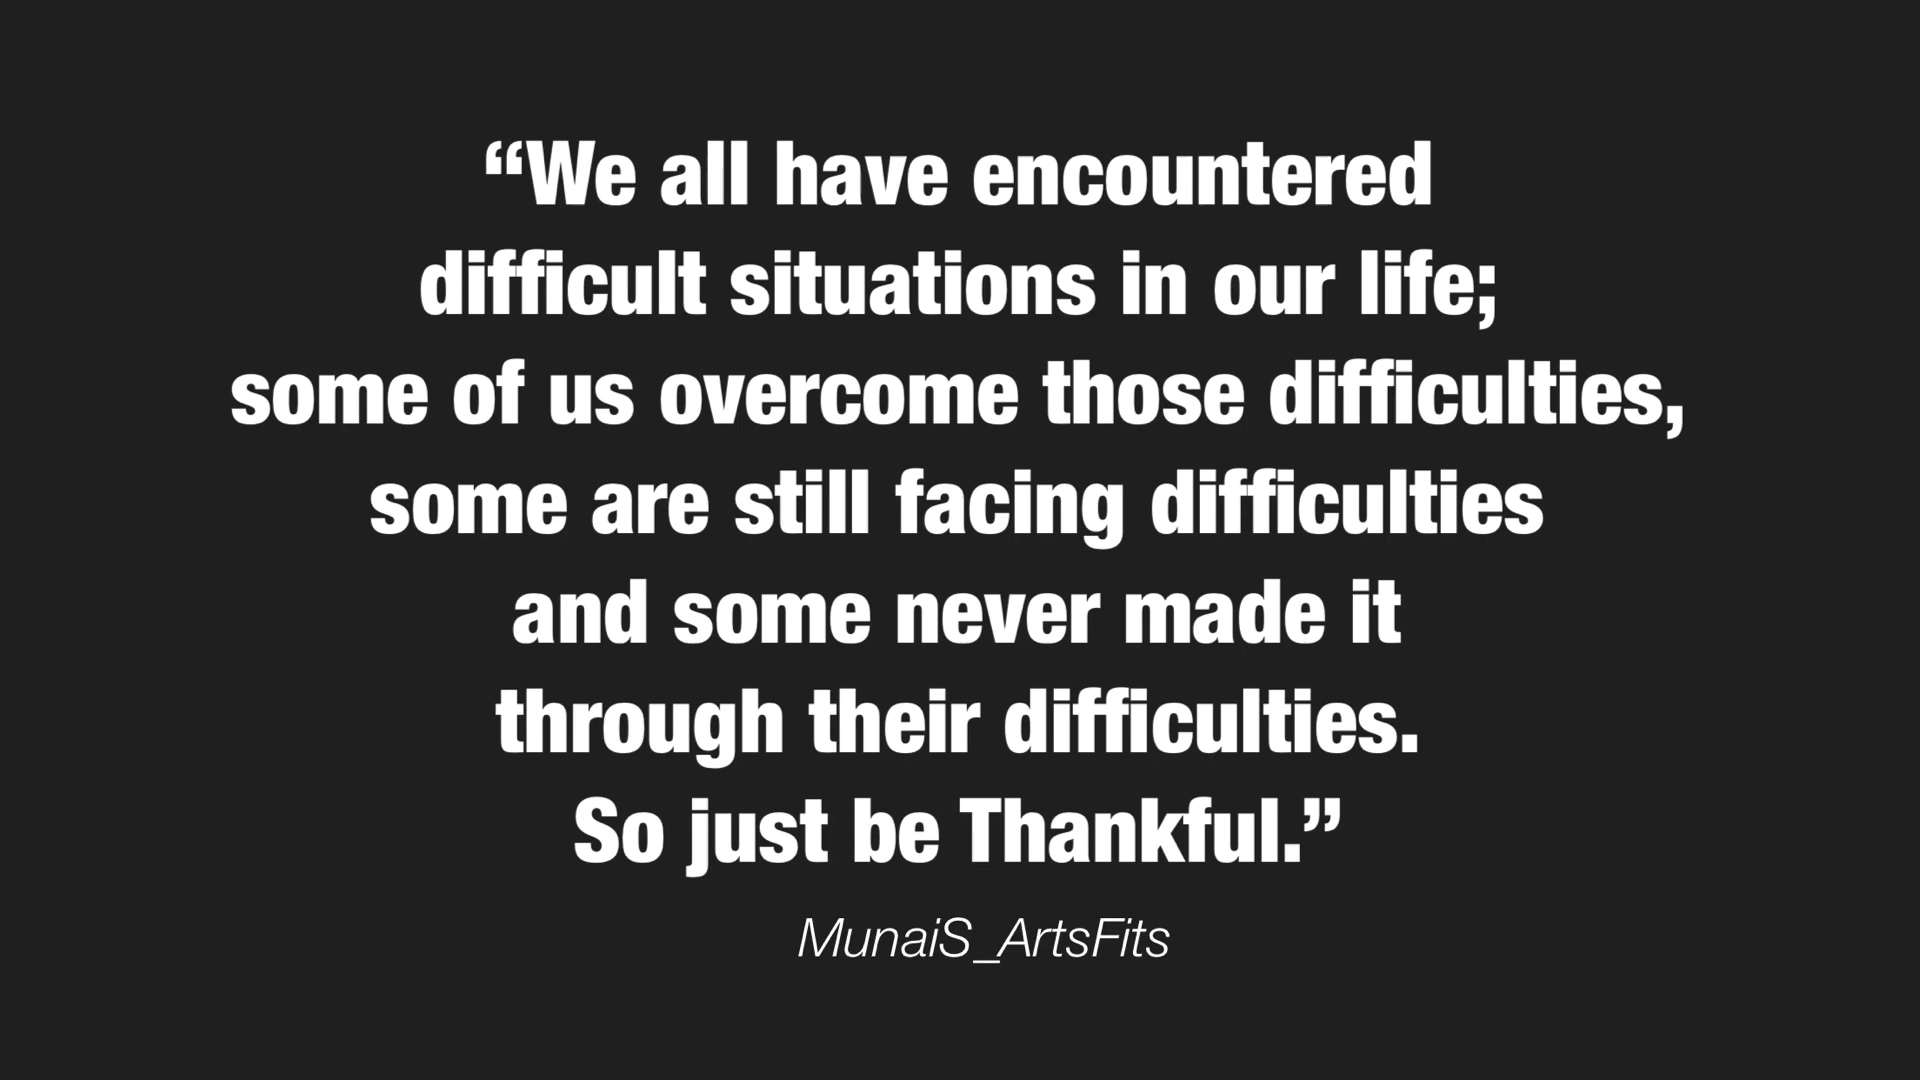 “We all have encountered
difficult situations in our life;
some of us overcome those difficulties,
some are still facing difficulties
and some never made it
through their difficulties.
So just be Thankful.”
MunaiS_ArtsFits